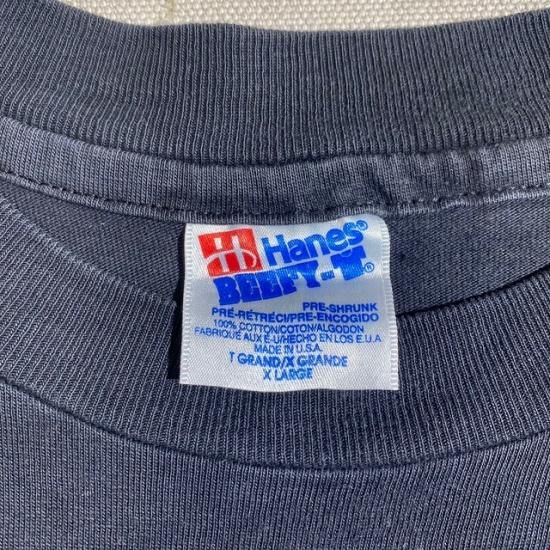 H Hanes®
BEEFY-T®
PRE-SHRUNK
PRÉ-RÉTRÉCI/PRE-ENCOGIDO
100% COTTON/COTON/ALGODON
FABRIQUÉ AUX É-U/HECHO EN LOS E.U.A
MADE IN U.S.A.
T GRAND/X GRANDE
X LARGE